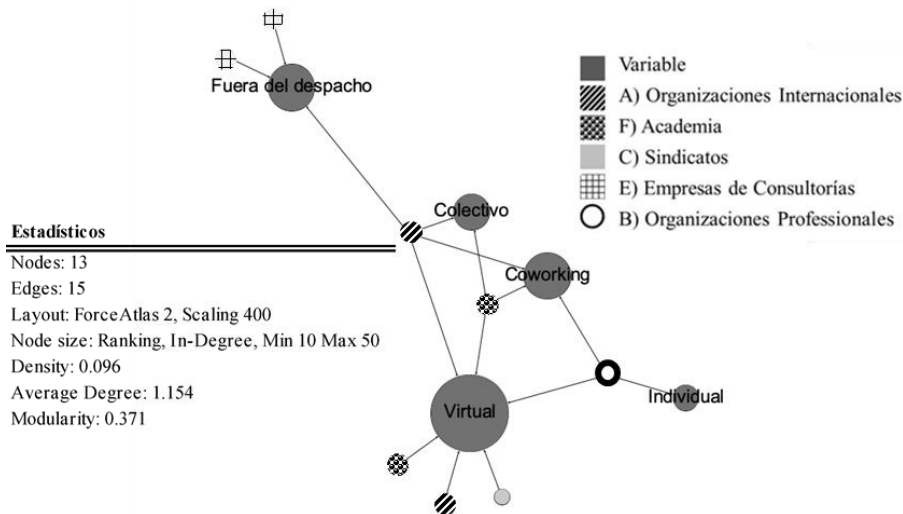 Fuera del despacho
Colectivo
Coworking
Virtual
Individual
Variable
A) Organizaciones Internacionales
F) Academia
C) Sindicatos
E) Empresas de Consultorías
B) Organizaciones Professionales
Estadísticos
Nodes: 13
Edges: 15
Layout: ForceAtlas 2, Scaling 400
Node size: Ranking, In-Degree, Min 10 Max 50
Density: 0.096
Average Degree: 1.154
Modularity: 0.371